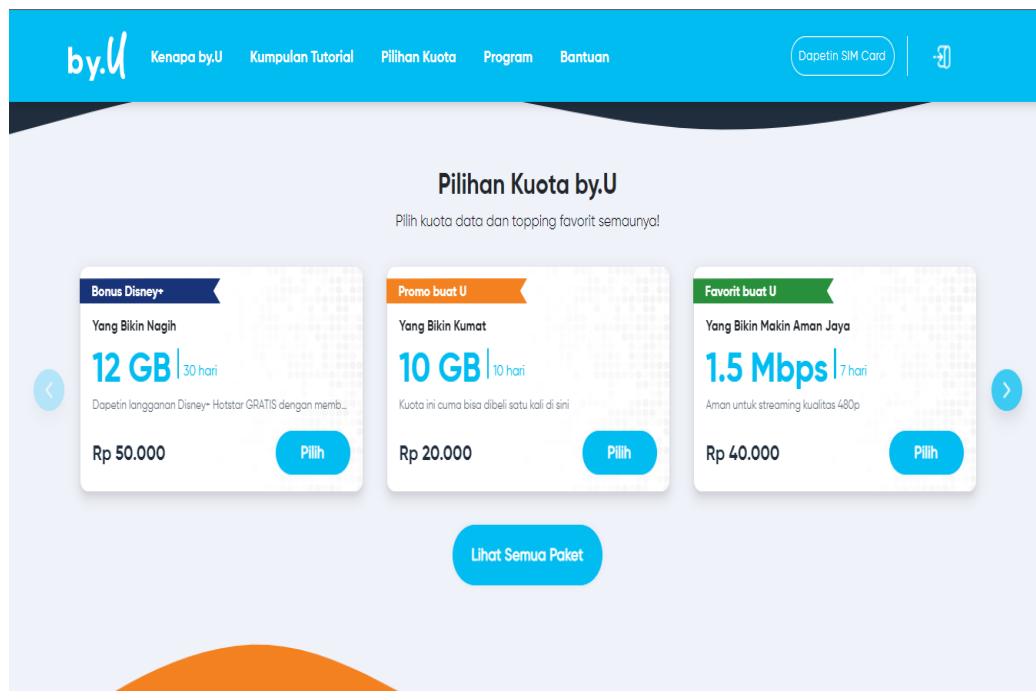 by.U
Kenapa by.U
Kumpulan Tutorial
Pilihan Kuota
Program
Bantuan
Dapetin SIM Card
Pilihan Kuota by.U
Pilih kuota data dan topping favorit semaunya!
Bonus Disney+
Yang Bikin Nagih
12 GB 30 hari
Dapetin langganan Disney+ Hotstar GRATIS dengan memb...
Rp 50.000
Pilih
Promo buat U
Yang Bikin Kumat
10 GB 10 hari
Kuota ini cuma bisa dibeli satu kali di sini
Rp 20.000
Pilih
Favorit buat U
Yang Bikin Makin Aman Jaya
1.5 Mbps 7 hari
Aman untuk streaming kualitas 480p
Rp 40.000
Pilih
Lihat Semua Paket